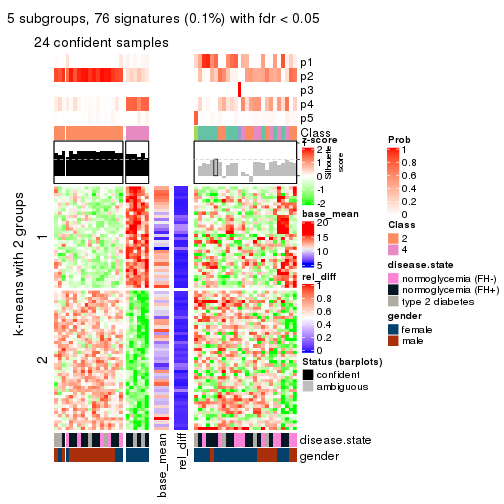 5 subgroups, 76 signatures (0.1%) with fdr < 0.05
24 confident samples
p1
p2
p3
p4
p5
Class
Silhouette
score
k-means with 2 groups
1
2
base_mean
rel_diff
disease.state
gender
z-score
2
1
0
-1
-2
base_mean
20
15
10
5
rel_diff
1
0.8
0.6
0.4
0.2
0
Status (barplots)
confident
ambiguous
Prob
1
0.8
0.6
0.4
0.2
0
Class
2
4
disease.state
normoglycemia (FH-)
normoglycemia (FH+)
type 2 diabetes
gender
female
male